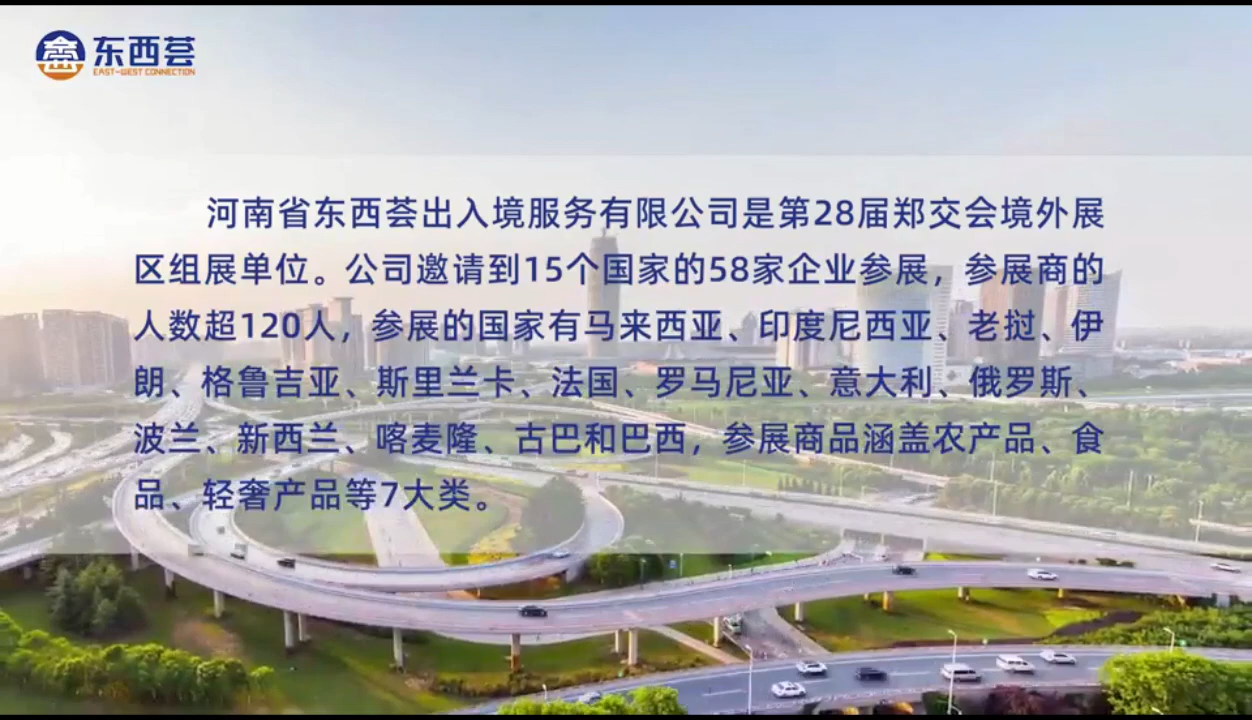 东西荟
EAST-WEST CONNECTION
河南省东西荟出入境服务有限公司是第28届郑交会境外展
区组展单位。公司邀请到15个国家的58家企业参展，参展商的
人数超120人，参展的国家有马来西亚、印度尼西亚、老挝、伊
朗、格鲁吉亚、斯里兰卡、法国、罗马尼亚、意大利、俄罗斯、
波兰、新西兰、喀麦隆、古巴和巴西，参展商品涵盖农产品、食
品、轻奢产品等7大类。